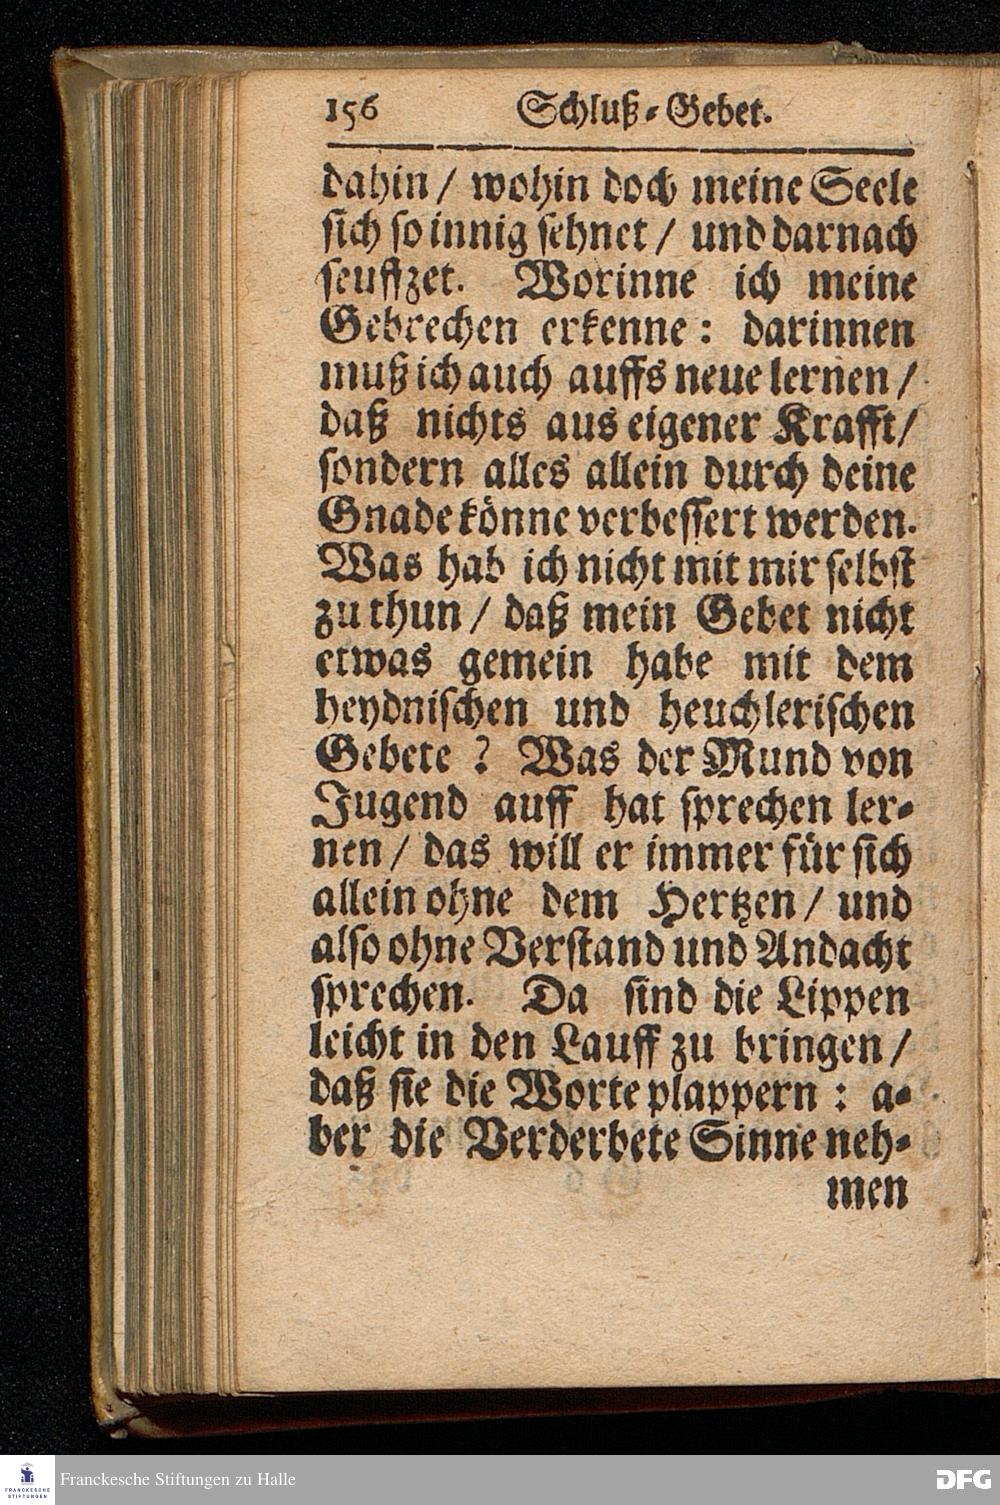 156 Schluß-Gebet.
dahin / wohin doch meine Seele
sich so innig sehnet / und darnach
seuffzet. Worinne ich meine
Gebrechen erkenne: darinnen
muß ich auch auffs neue lernen /
daß nichts aus eigener Krafft /
sondern alles allein durch deine
Gnade könne verbessert werden.
Was hab ich nicht mit mir selbst
zu thun / daß mein Gebet nicht
etwas gemein habe mit dem
heydnischen und heuchlerischen
Gebete? Was der Mund von
Jugend auff hat sprechen ler-
nen / das will er immer für sich
allein ohne dem Hertzen / und
also ohne Verstand und Andacht
sprechen. Da sind die Lippen
leicht in den Lauff zu bringen /
daß sie die Worte plappern: a-
ber die Verderbete Sinne neh-
men
FRANCKESCHE
STIFTUNGEN
Franckesche Stiftungen zu Halle
DFG